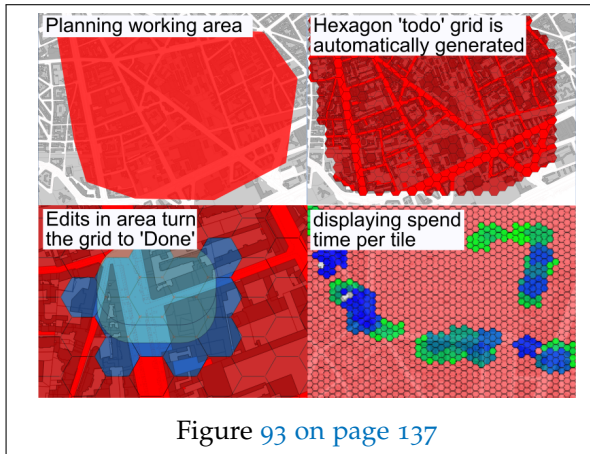 Planning working area
Hexagon 'todo' grid is
automatically generated
Edits in area turn
the grid to 'Done'
displaying spend
time per tile
Figure 93 on page 137